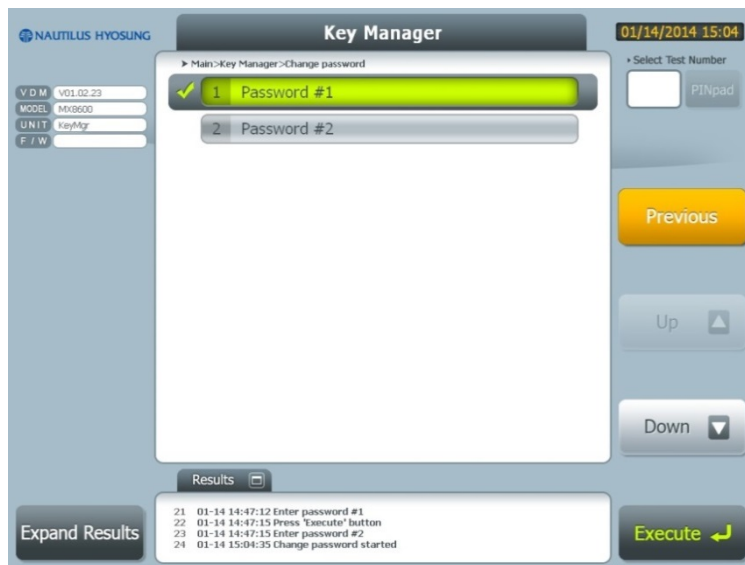 NAUTILUS HYOSUNG
Key Manager
01/14/2014 15:04
Main>Key Manager>Change password
Select Test Number
PINpad
VDM V01.02.23
MODEL MX8600
UNIT KeyMgr
F/W
1 Password #1
2 Password #2
Previous
Up
Down
Results
21 01-14 14:47:12 Enter password #1
22 01-14 14:47:15 Press 'Execute' button
23 01-14 14:47:15 Enter password #2
24 01-14 15:04:35 Change password started
Expand Results
Execute